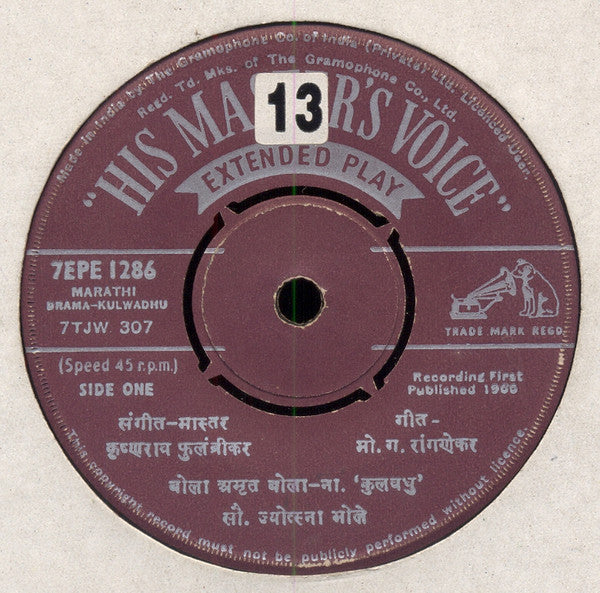 Made in India by The Gramophone Co. of India (Private) Ltd. Licensed User.
Regd. Td. Mks. of The Gramophone Co., Ltd.
"HIS MA R'S VOICE"
13
EXTENDED PLAY
7EPE 1286
MARATHI
DRAMA-KULWADHU
7TJW 307
TRADE MARK REGD.
(Speed 45 r.p.m.)
SIDE ONE
Recording First
Published 1960
संगीत-मास्तर
कृष्णराव फुलंब्रीकर
गीत -
मो. ग. रांगणेकर
बोला अमृत बोला-ना. 'कुलवधु'
सौ. ज्योत्सना भोळे
This copyright record must not be publicly performed without licence.